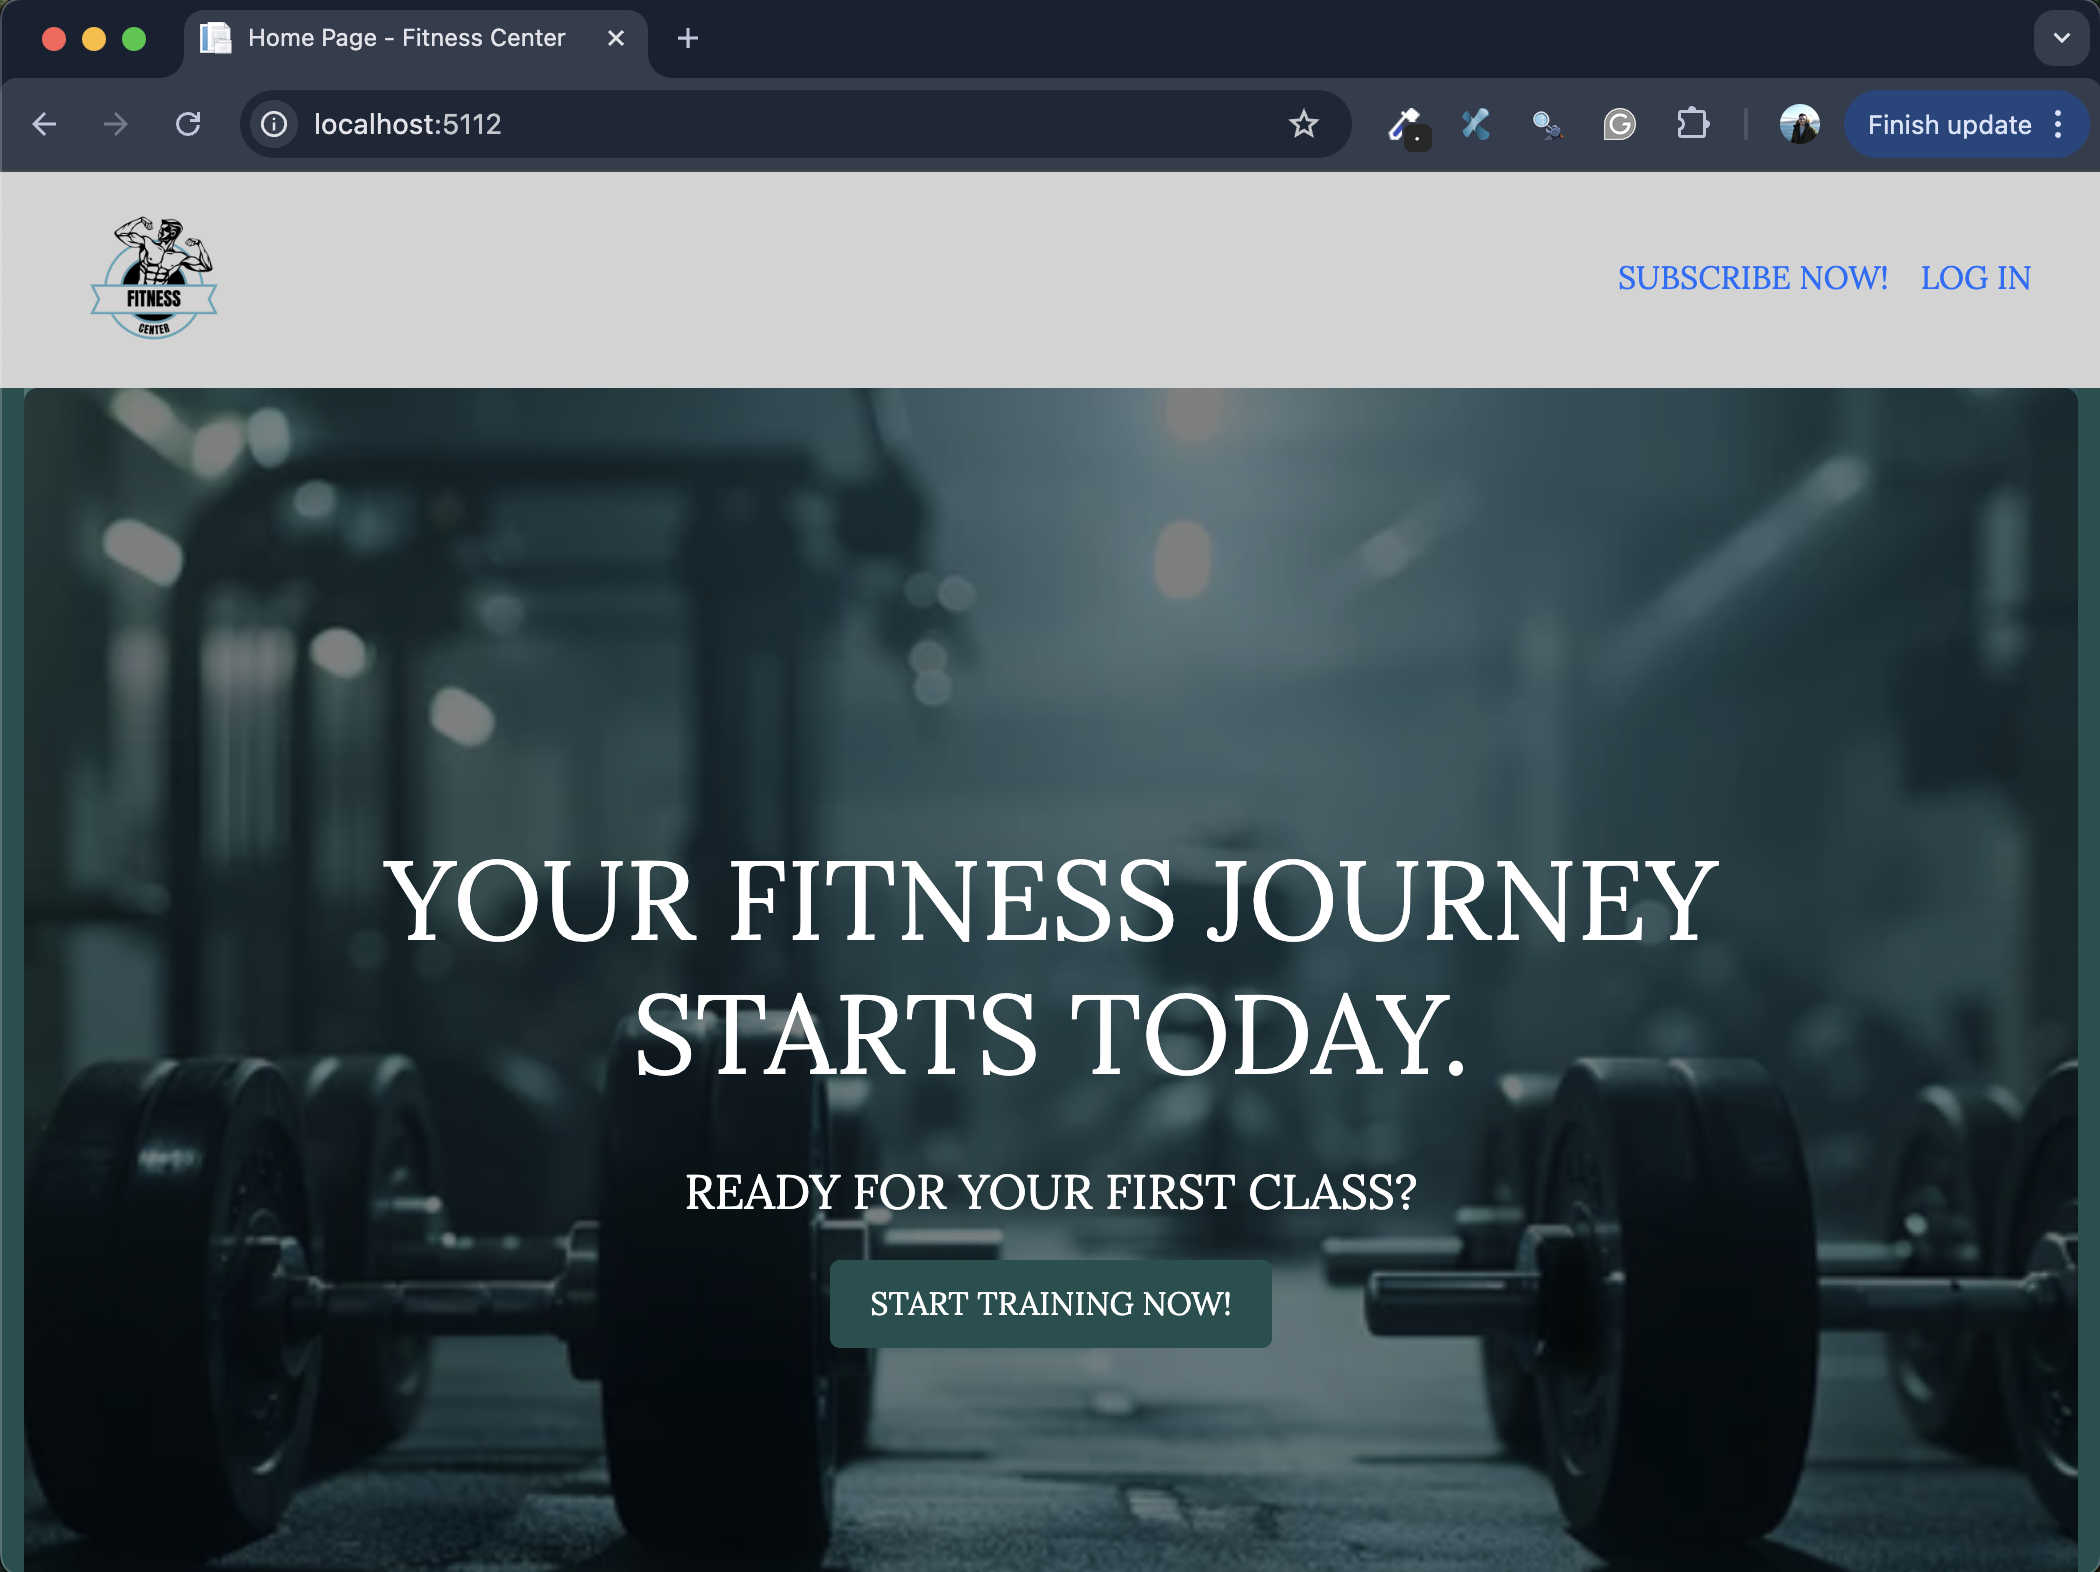 Home Page - Fitness Center
localhost:5112
Finish update
FITNESS
CENTER
SUBSCRIBE NOW! LOG IN
YOUR FITNESS JOURNEY
STARTS TODAY.
READY FOR YOUR FIRST CLASS?
START TRAINING NOW!